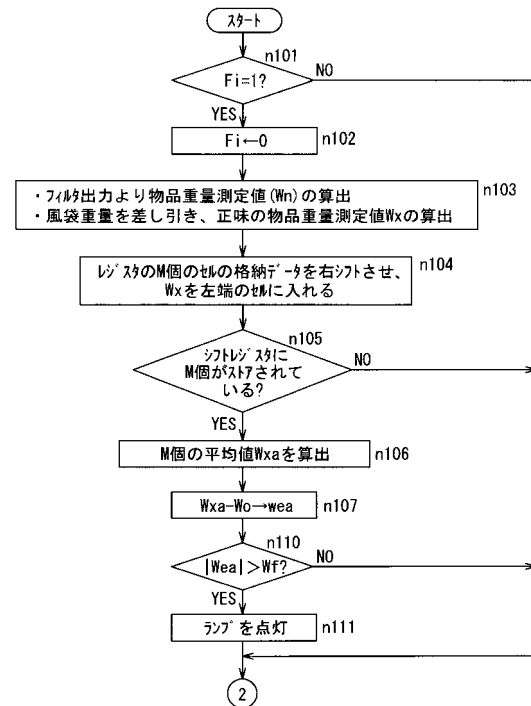 スタート
n101
Fi=1?
NO
YES
Fi←0
n102
・フィルタ出力より物品重量測定値(Wn)の算出
・風袋重量を差し引き、正味の物品重量測定値Wxの算出
n103
レジスタのM個のセルの格納データを右シフトさせ、
Wxを左端のセルに入れる
n104
n105
シフトレジスタに
M個がストアされて
いる?
NO
YES
M個の平均値Wxaを算出
n106
Wxa-Wo→wea
n107
n110
|Wea|>Wf?
NO
YES
ランプを点灯
n111
2